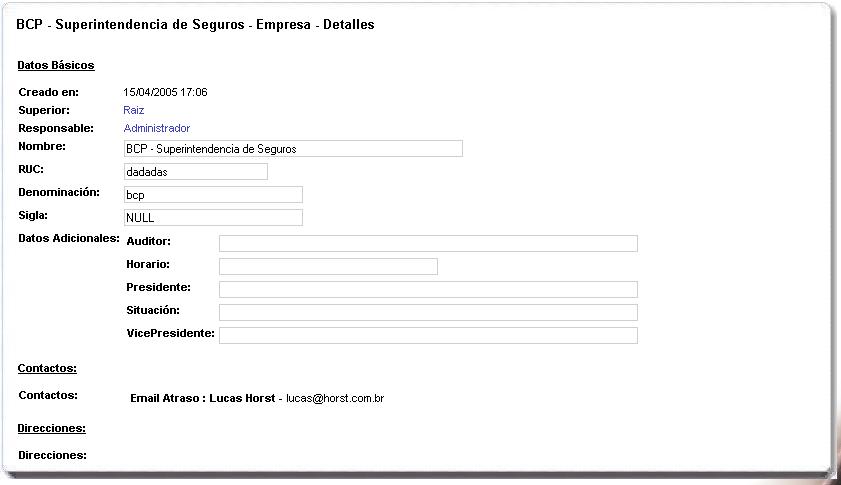 BCP - Superintendencia de Seguros - Empresa - Detalles
Datos Básicos
Creado en: 15/04/2005 17:06
Superior: Raiz
Responsable: Administrador
Nombre: BCP - Superintendencia de Seguros
RUC: dadadas
Denominación: bcp
Sigla: NULL
Datos Adicionales: Auditor:
Horario:
Presidente:
Situación:
VicePresidente:
Contactos:
Contactos: Email Atraso : Lucas Horst - lucas@horst.com.br
Direcciones:
Direcciones: